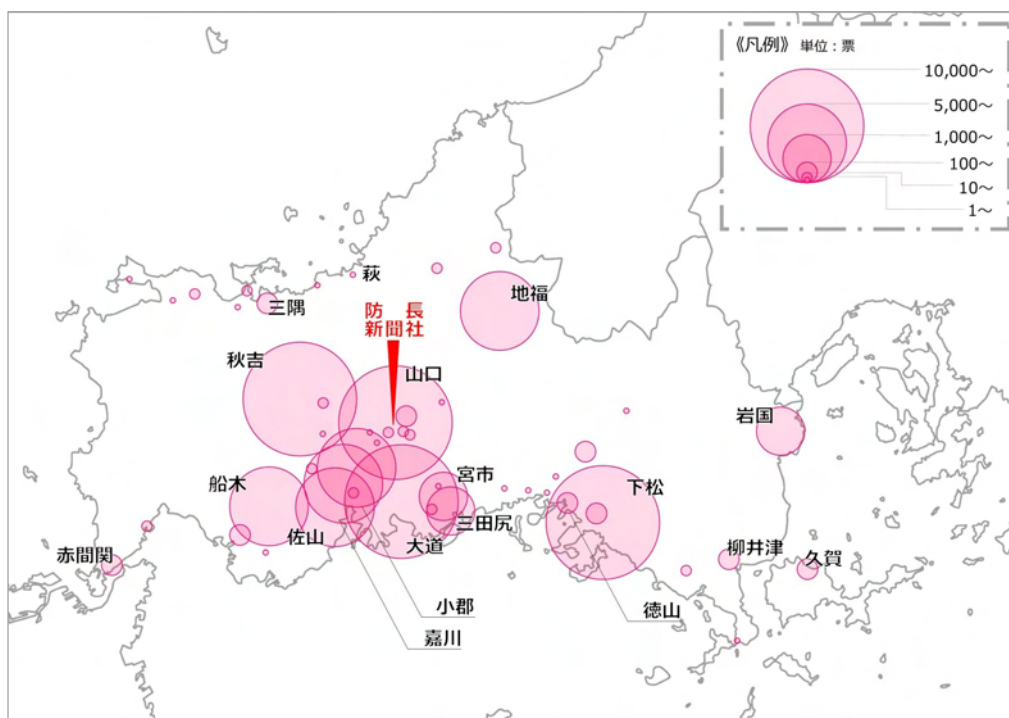 《凡例》 単位：票
10,000～
5,000～
1,000～
100～
10～
1～
萩
三隅
地福
防長
新聞社
秋吉
山口
岩国
船木
宮市
下松
三田尻
佐山
大道
赤間関
柳井津
久賀
小郡
徳山
嘉川